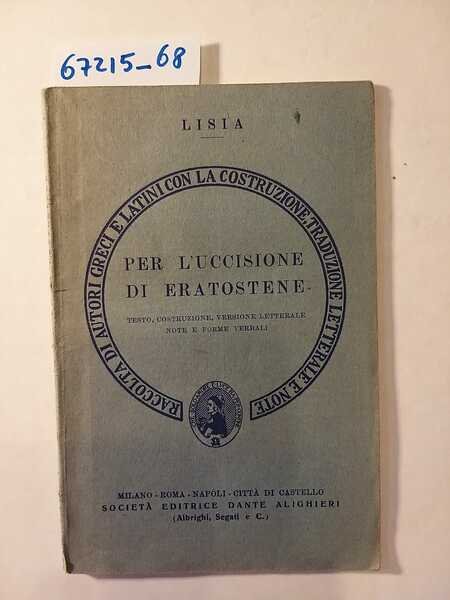 67215_68
LISIA
RACCOLTA DI AUTORI GRECI E LATINI CON LA COSTRUZIONE, TRADUZIONE LETTERALE E NOTE
PER L'UCCISIONE
DI ERATOSTENE
TESTO, COSTRUZIONE, VERSIONE LETTERALE
NOTE E FORME VERBALI
MILANO - ROMA - NAPOLI - CITTÀ DI CASTELLO
SOCIETÀ EDITRICE DANTE ALIGHIERI
(Albrighi, Segati e C.)